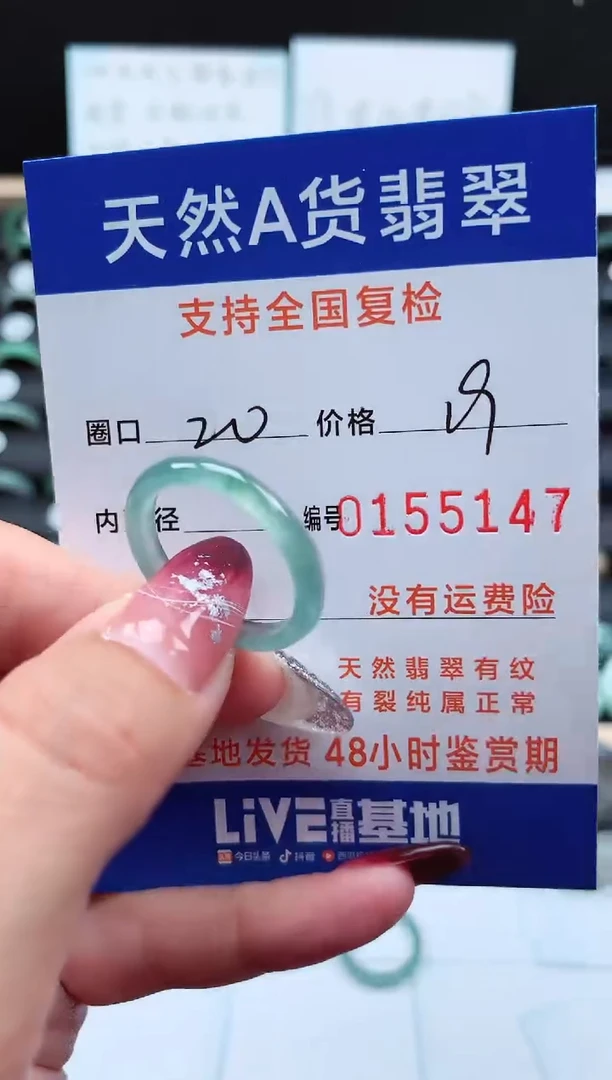 天然A货翡翠
支持全国复检
圈口 20 价格
内 径 编号 0155147
没有运费险
天然翡翠有纹
有裂纯属正常
基地发货 48小时鉴赏期
LiVE直播基地
今日头条 抖音